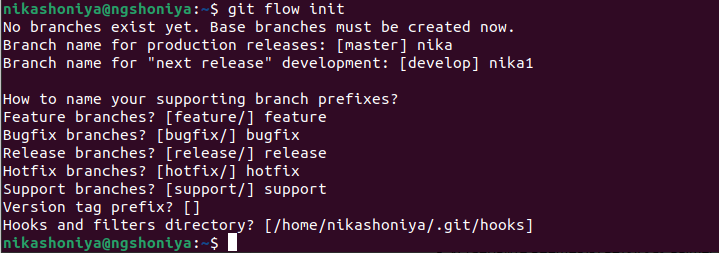 nikashoniya@ngshoniya:~$ git flow init
No branches exist yet. Base branches must be created now.
Branch name for production releases: [master] nika
Branch name for "next release" development: [develop] nika1
How to name your supporting branch prefixes?
Feature branches? [feature/] feature
Bugfix branches? [bugfix/] bugfix
Release branches? [release/] release
Hotfix branches? [hotfix/] hotfix
Support branches? [support/] support
Version tag prefix? []
Hooks and filters directory? [/home/nikashoniya/.git/hooks]
nikashoniya@ngshoniya:~$